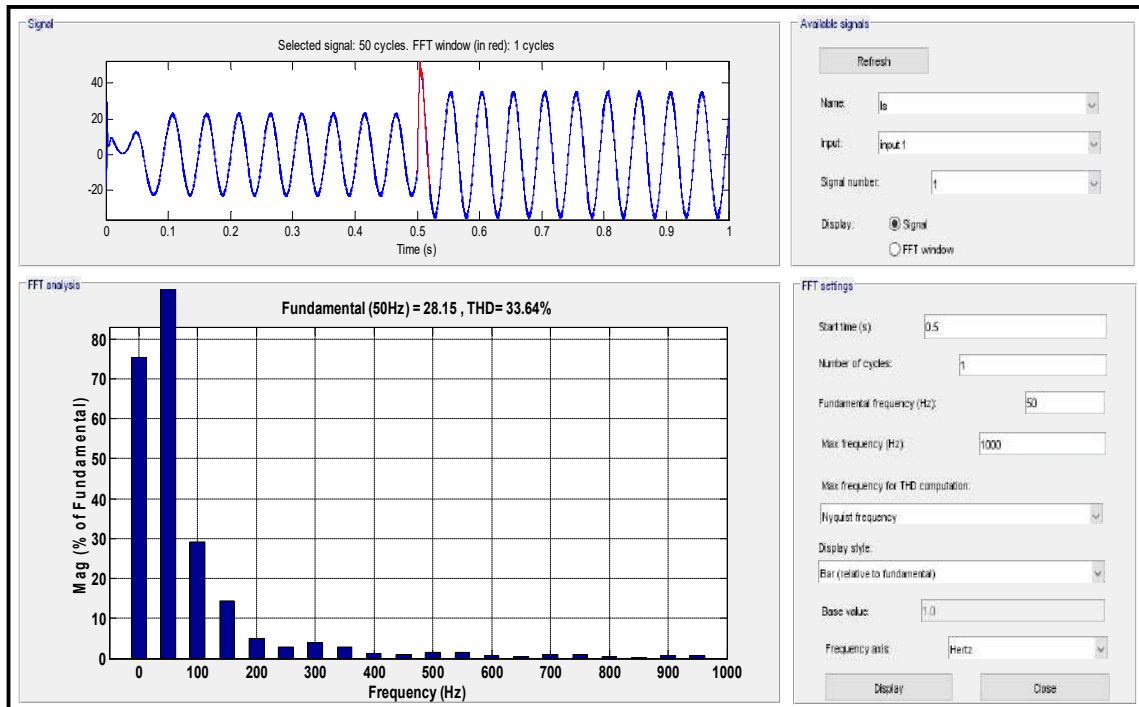 Signal
Selected signal: 50 cycles. FFT window (in red): 1 cycles
40
20
0
-20
0 0.1 0.2 0.3 0.4 0.5 0.6 0.7 0.8 0.9 1
Time (s)
Available signals
Refresh
Name: Is
Input: input 1
Signal number: 1
Display: Signal
FFT window
FFT analysis
Fundamental (50Hz) = 28.15 , THD= 33.64%
Mag (% of Fundamental)
80
70
60
50
40
30
20
10
0
0 100 200 300 400 500 600 700 800 900 1000
Frequency (Hz)
FFT settings
Start time (s): 0.5
Number of cycles: 1
Fundamental frequency (Hz): 50
Max frequency (Hz): 1000
Max frequency for THD computation:
Nyquist frequency
Display style:
Bar (relative to fundamental)
Base value: 1.0
Frequency axis: Hertz
Display Close